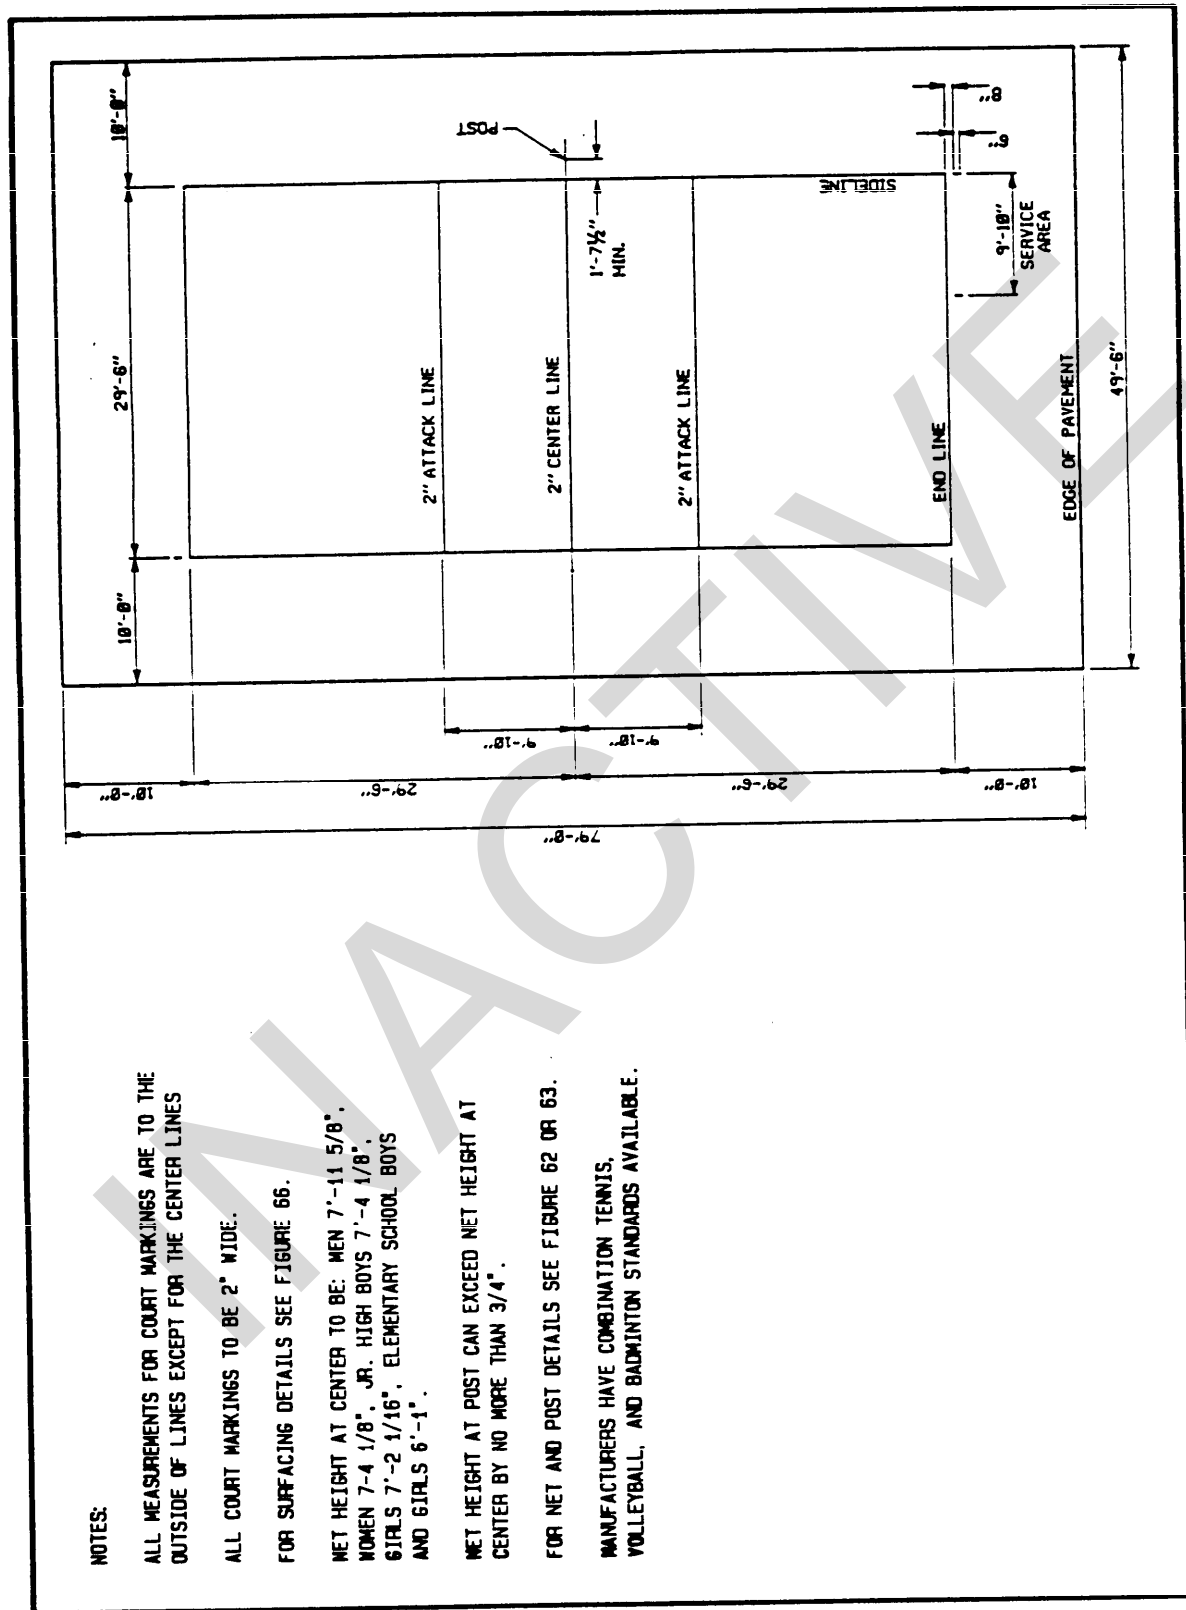 NOTES:
ALL MEASUREMENTS FOR COURT MARKINGS ARE TO THE
OUTSIDE OF LINES EXCEPT FOR THE CENTER LINES
ALL COURT MARKINGS TO BE 2" WIDE.
FOR SURFACING DETAILS SEE FIGURE 66.
NET HEIGHT AT CENTER TO BE: MEN 7'-11 5/8",
WOMEN 7-4 1/8", JR. HIGH BOYS 7'-4 1/8",
GIRLS 7'-2 1/16", ELEMENTARY SCHOOL BOYS
AND GIRLS 6'-1".
NET HEIGHT AT POST CAN EXCEED NET HEIGHT AT
CENTER BY NO MORE THAN 3/4".
FOR NET AND POST DETAILS SEE FIGURE 62 OR 63.
MANUFACTURERS HAVE COMBINATION TENNIS,
VOLLEYBALL, AND BADMINTON STANDARDS AVAILABLE.
10'-0"
29'-6"
10'-0"
10'-0"
29'-6"
29'-6"
10'-0"
79'-0"
9'-10"
9'-10"
2" ATTACK LINE
2" CENTER LINE
2" ATTACK LINE
END LINE
EDGE OF PAVEMENT
49'-6"
POST
1'-7½"
MIN.
SIDELINE
9'-10"
SERVICE
AREA
8"
6"
INACTIVE